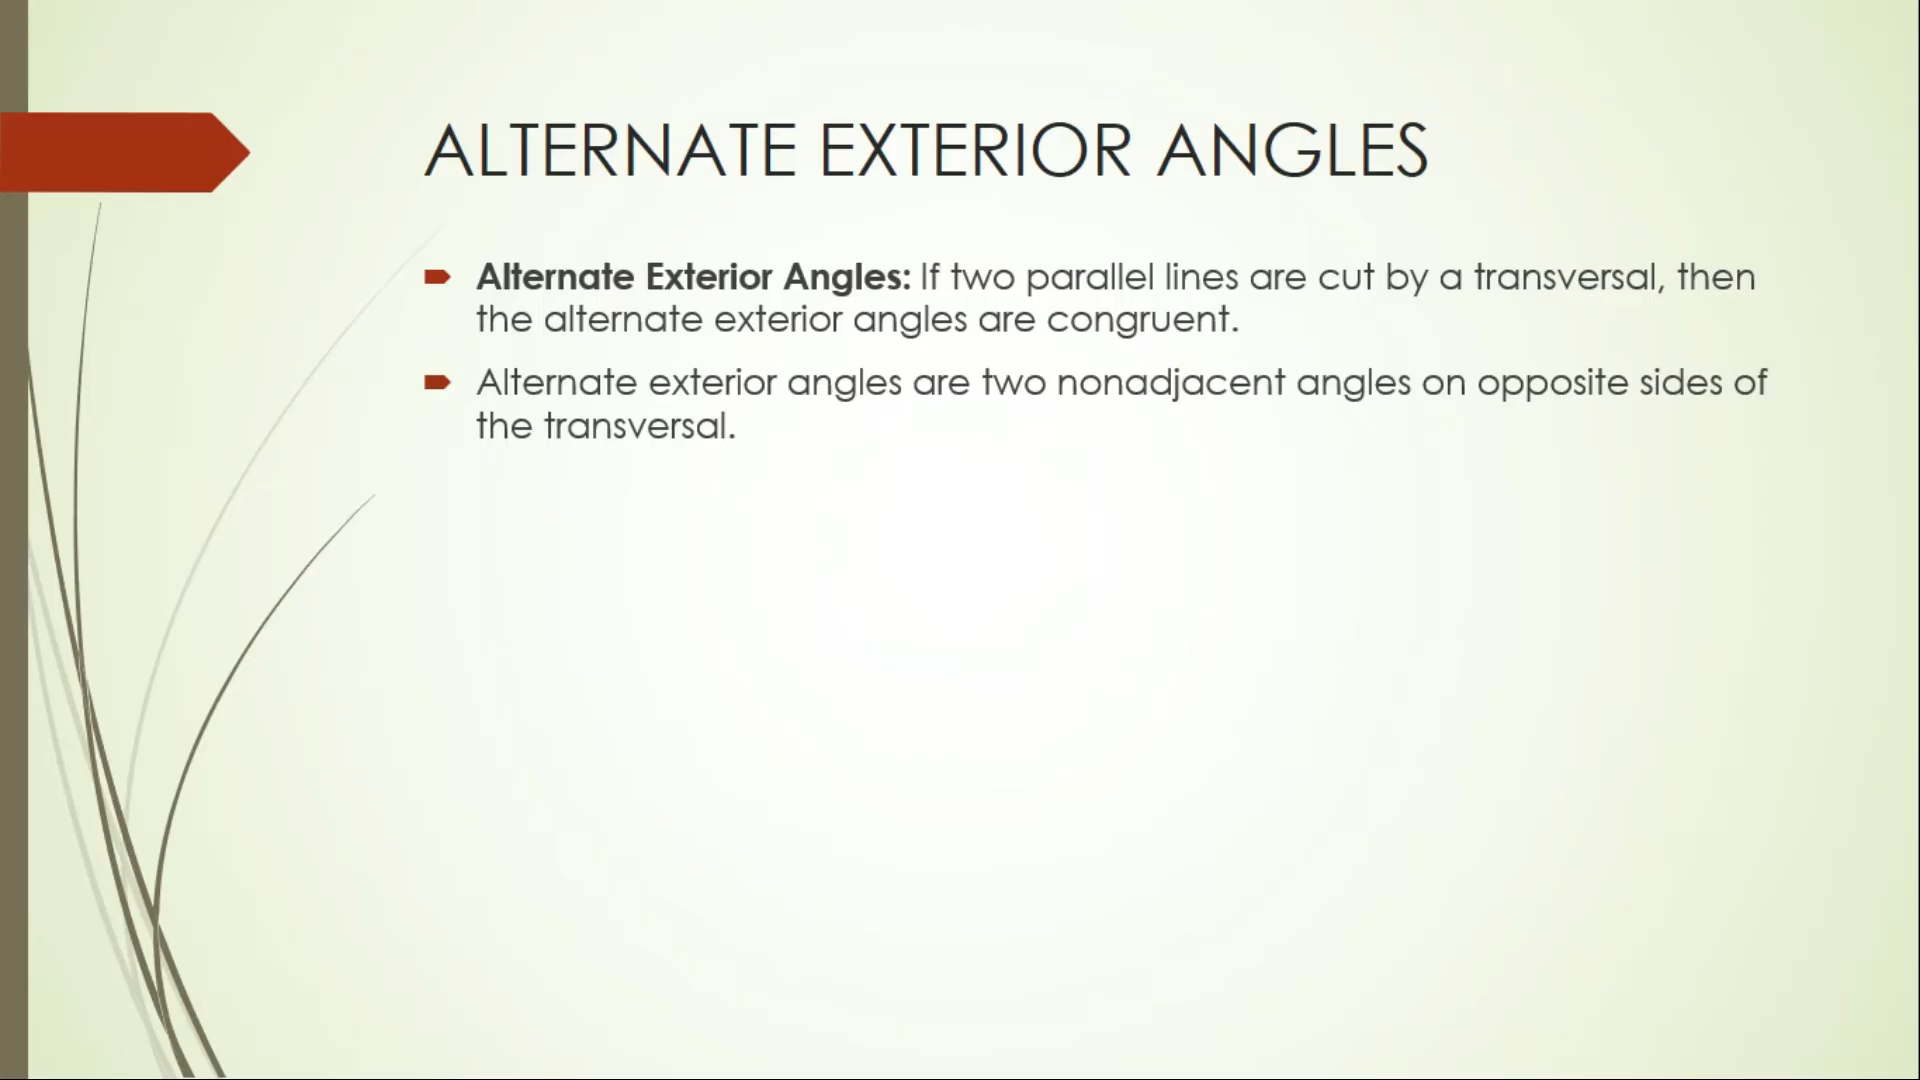 ALTERNATE EXTERIOR ANGLES
Alternate Exterior Angles: If two parallel lines are cut by a transversal, then
the alternate exterior angles are congruent.
Alternate exterior angles are two nonadjacent angles on opposite sides of
the transversal.